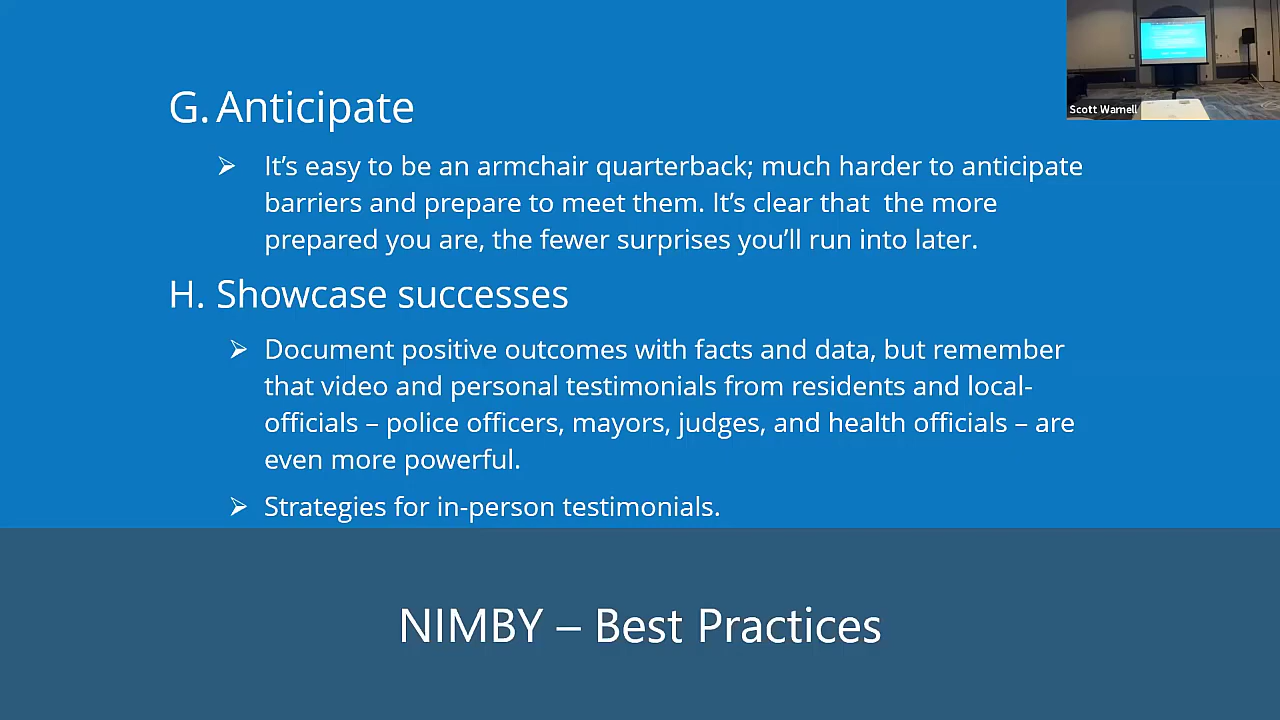 G. Anticipate
➢ It’s easy to be an armchair quarterback; much harder to anticipate
barriers and prepare to meet them. It’s clear that  the more
prepared you are, the fewer surprises you’ll run into later.
H. Showcase successes
➢ Document positive outcomes with facts and data, but remember
that video and personal testimonials from residents and local-
officials – police officers, mayors, judges, and health officials – are
even more powerful.
➢ Strategies for in-person testimonials.
NIMBY – Best Practices
Scott Warnell